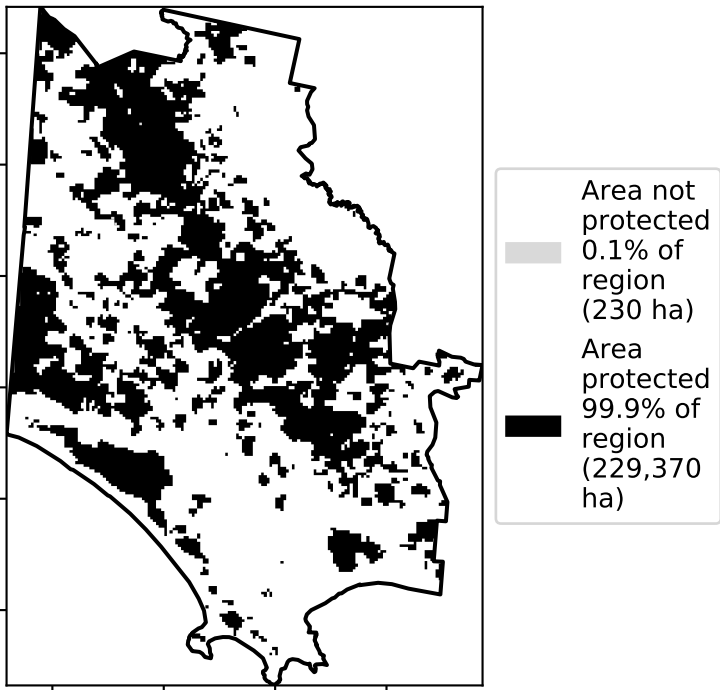 Area not
protected
0.1% of
region
(230 ha)
Area
protected
99.9% of
region
(229,370
ha)